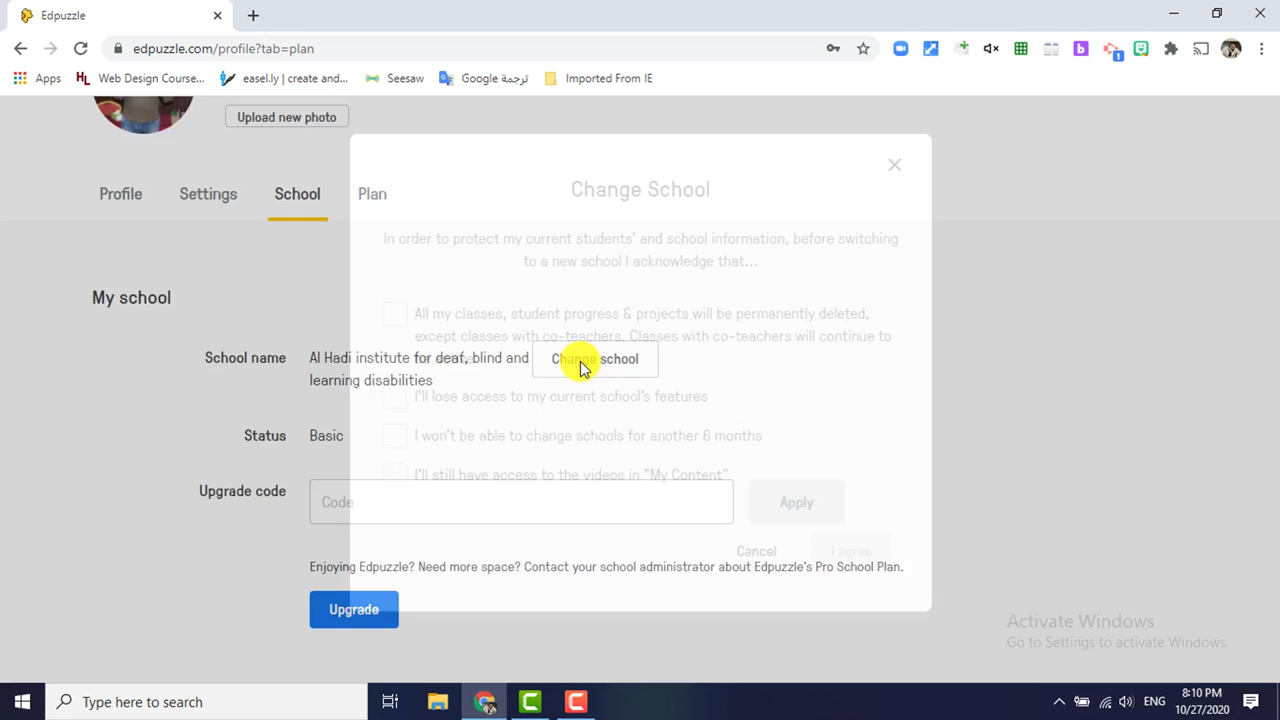 Edpuzzle
edpuzzle.com/profile?tab=plan
1
Apps
Web Design Course...
easel.ly | create and...
Seesaw
ترجمة Google
Imported From IE
Upload new photo
Profile
Settings
School
Plan
Change School
In order to protect my current students' and school information, before switching
to a new school I acknowledge that...
My school
All my classes, student progress & projects will be permanently deleted,
except classes with co-teachers. Classes with co-teachers will continue to
School name
Al Hadi institute for deaf, blind and
learning disabilities
Change school
I'll lose access to my current school's features
Status
Basic
I won't be able to change schools for another 6 months
I'll still have access to the videos in "My Content"
Upgrade code
Code
Apply
Cancel
I agree
Enjoying Edpuzzle? Need more space? Contact your school administrator about Edpuzzle's Pro School Plan.
Upgrade
Activate Windows
Go to Settings to activate Windows.
Type here to search
ENG
8:10 PM
10/27/2020